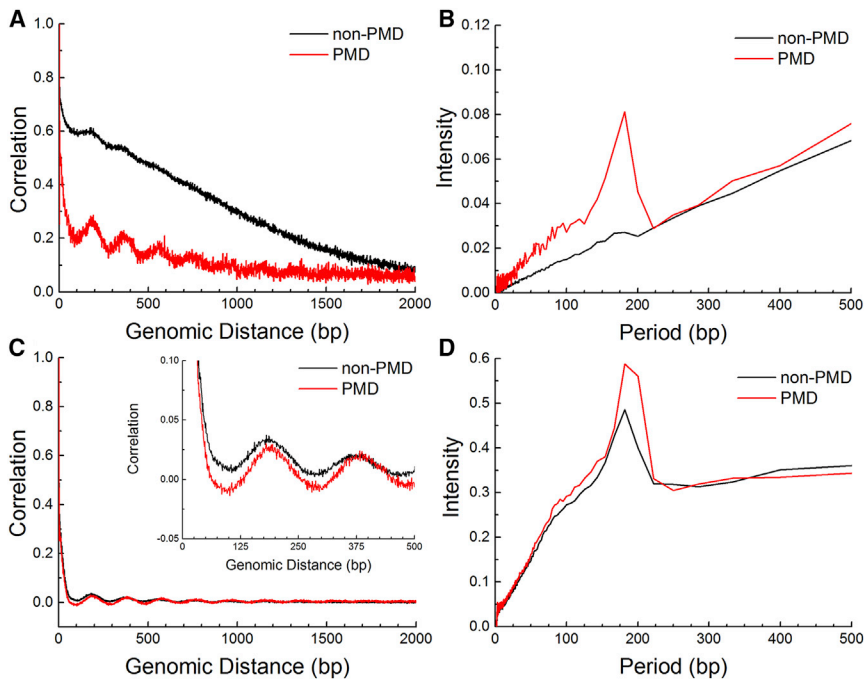 A
1.0
0.8
0.6
0.4
0.2
0.0
Correlation
non-PMD
PMD
0
500
1000
1500
2000
Genomic Distance (bp)
B
0.12
0.10
0.08
0.06
0.04
0.02
0.00
Intensity
non-PMD
PMD
0
100
200
300
400
500
Period (bp)
C
1.0
0.8
0.6
0.4
0.2
0.0
Correlation
0.10
0.05
0.00
-0.05
Correlation
non-PMD
PMD
0
125
250
375
500
Genomic Distance (bp)
0
500
1000
1500
2000
Genomic Distance (bp)
D
0.6
0.5
0.4
0.3
0.2
0.1
0.0
Intensity
non-PMD
PMD
0
100
200
300
400
500
Period (bp)